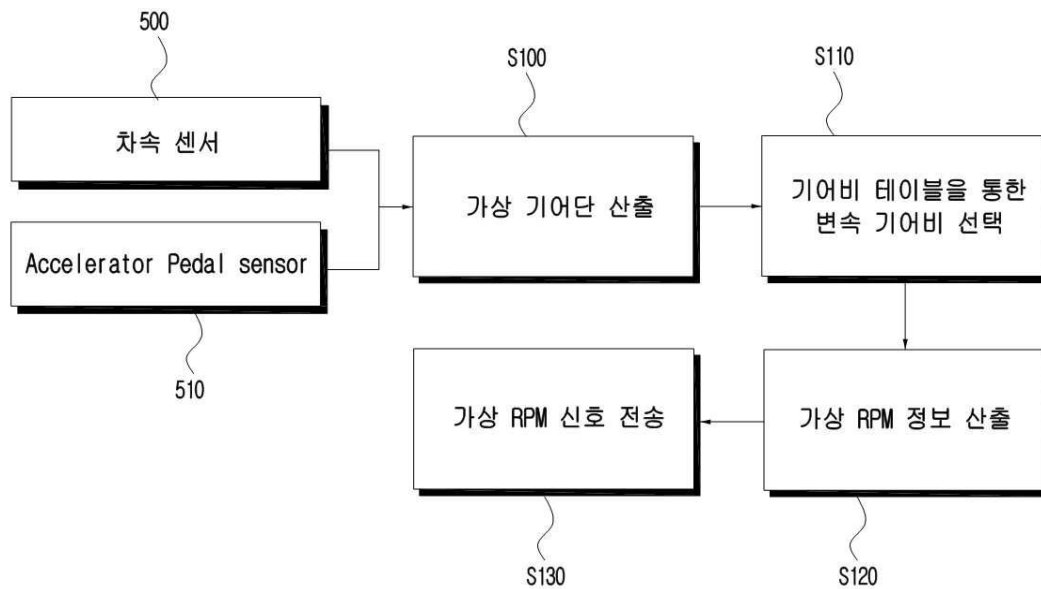 500
차속 센서
Accelerator Pedal sensor
510
S100
가상 기어단 산출
S110
기어비 테이블을 통한
변속 기어비 선택
가상 RPM 신호 전송
S130
가상 RPM 정보 산출
S120